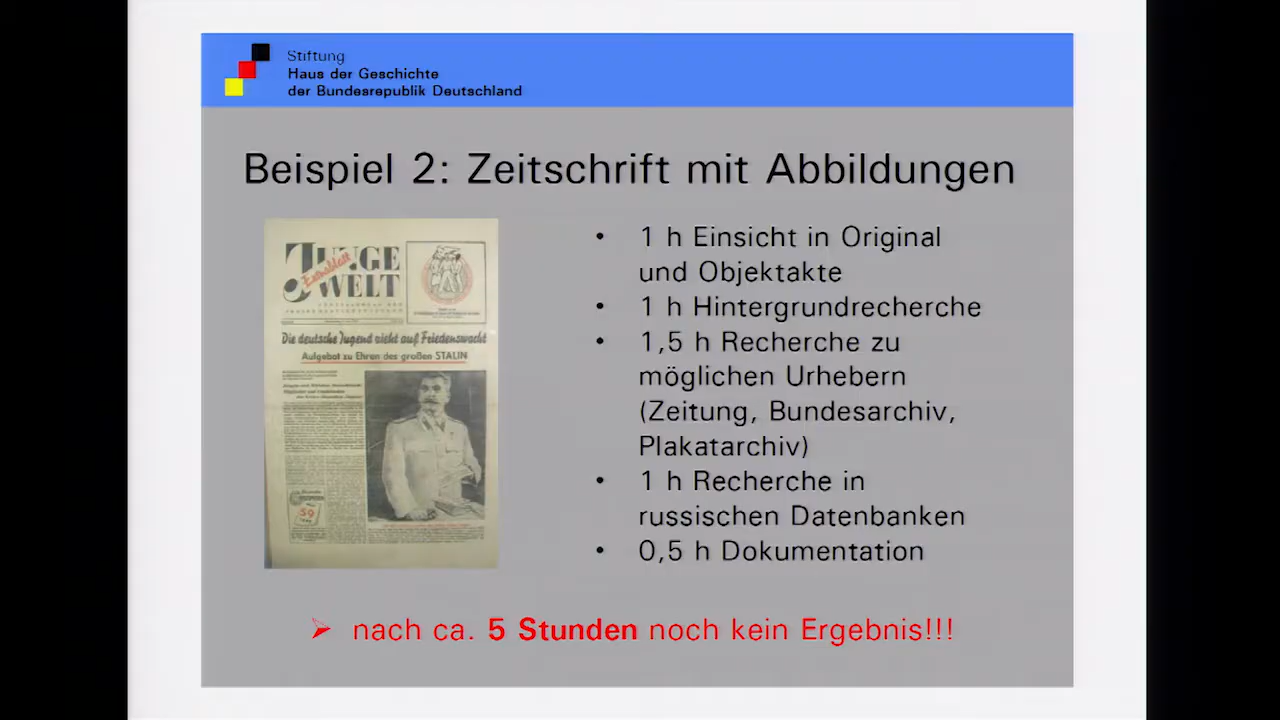 Stiftung
Haus der Geschichte
der Bundesrepublik Deutschland
Beispiel 2: Zeitschrift mit Abbildungen
JUNGE
Extrablatt
WELT
Die deutsche Jugend zieht auf Friedenswacht
Aufgebot zu Ehren des großen STALIN
59
• 1 h Einsicht in Original
und Objektakte
• 1 h Hintergrundrecherche
• 1,5 h Recherche zu
möglichen Urhebern
(Zeitung, Bundesarchiv,
Plakatarchiv)
• 1 h Recherche in
russischen Datenbanken
• 0,5 h Dokumentation
➢ nach ca. 5 Stunden noch kein Ergebnis!!!